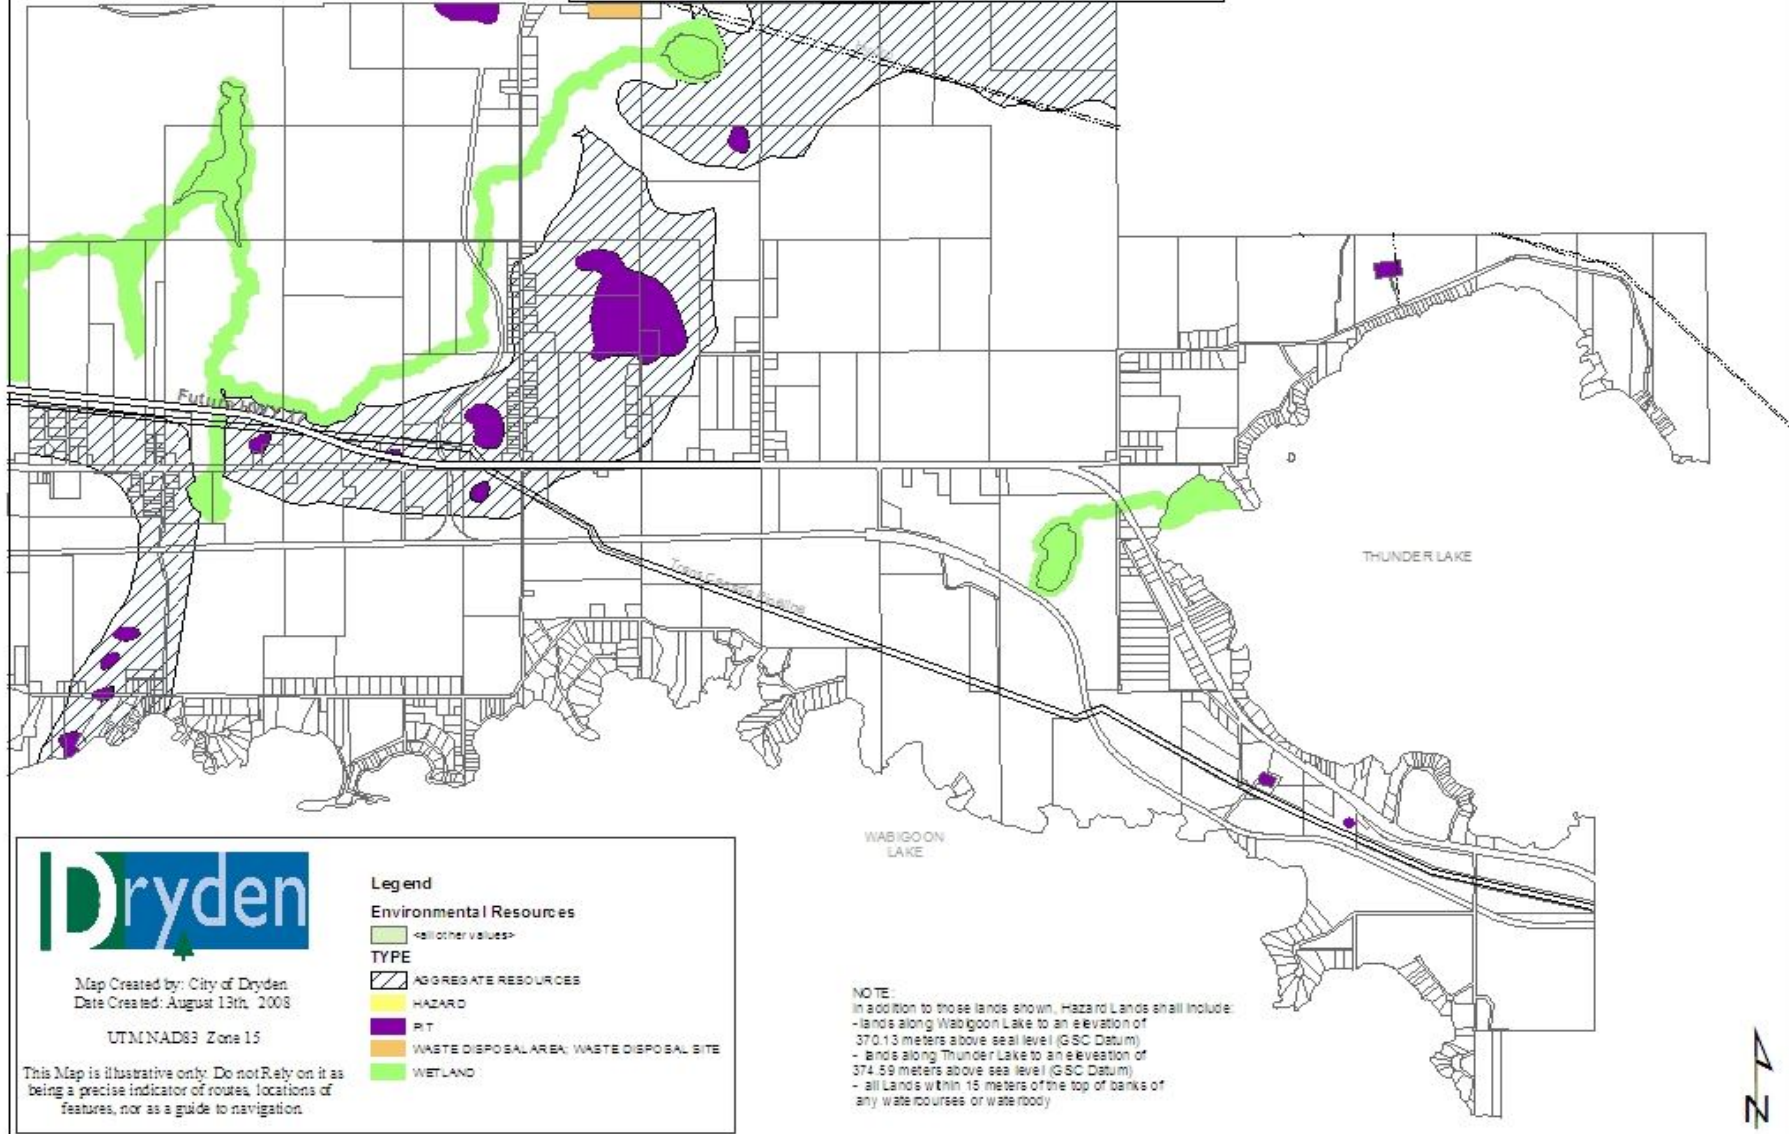 Future HWY 17
Trans Canada Pipeline
THUNDER LAKE
WABIGOON
LAKE
Dryden
Map Created by: City of Dryden
Date Created: August 13th, 2008
UTM NAD83 Zone 15
This Map is illustrative only. Do not Rely on it as
being a precise indicator of routes, locations of
features, nor as a guide to navigation.
Legend
Environmental Resources
<all other values>
TYPE
AGGREGATE RESOURCES
HAZARD
PIT
WASTE DISPOSAL AREA; WASTE DISPOSAL SITE
WETLAND
NOTE:
In addition to those lands shown, Hazard Lands shall include:
- lands along Wabigoon Lake to an elevation of
370.13 meters above seal level (GSC Datum)
- lands along Thunder Lake to an eleveation of
374.59 meters above sea level (GSC Datum)
- all Lands within 15 meters of the top of banks of
any watercourses or waterbody
N